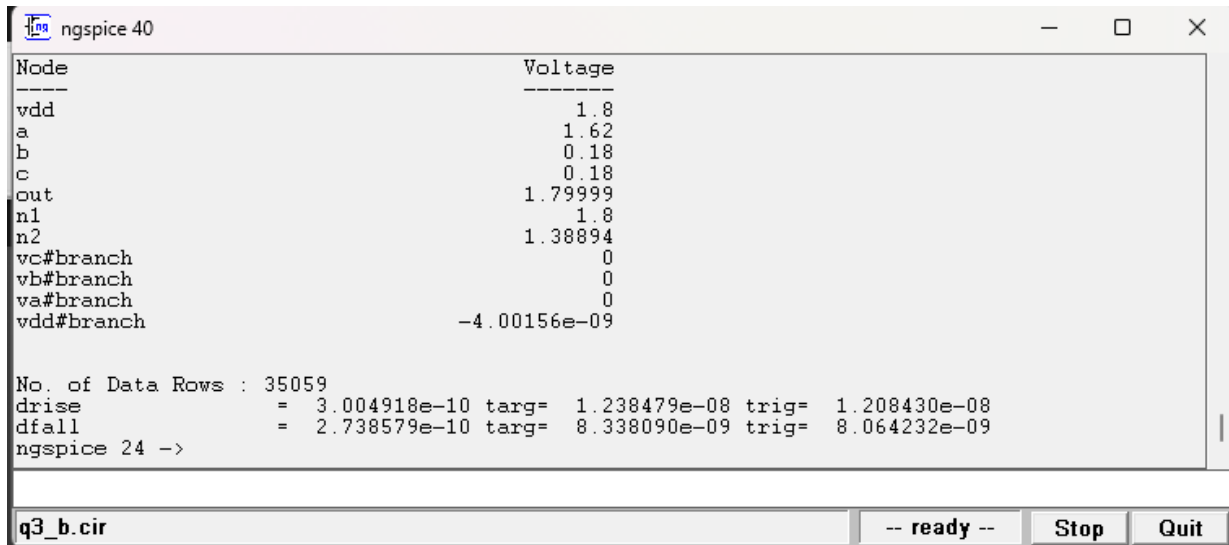 ngspice 40
Node Voltage
---- -------
vdd 1.8
a 1.62
b 0.18
c 0.18
out 1.79999
n1 1.8
n2 1.38894
vc#branch 0
vb#branch 0
va#branch 0
vdd#branch -4.00156e-09
No. of Data Rows : 35059
drise = 3.004918e-10 targ= 1.238479e-08 trig= 1.208430e-08
dfall = 2.738579e-10 targ= 8.338090e-09 trig= 8.064232e-09
ngspice 24 ->
q3_b.cir -- ready -- Stop Quit